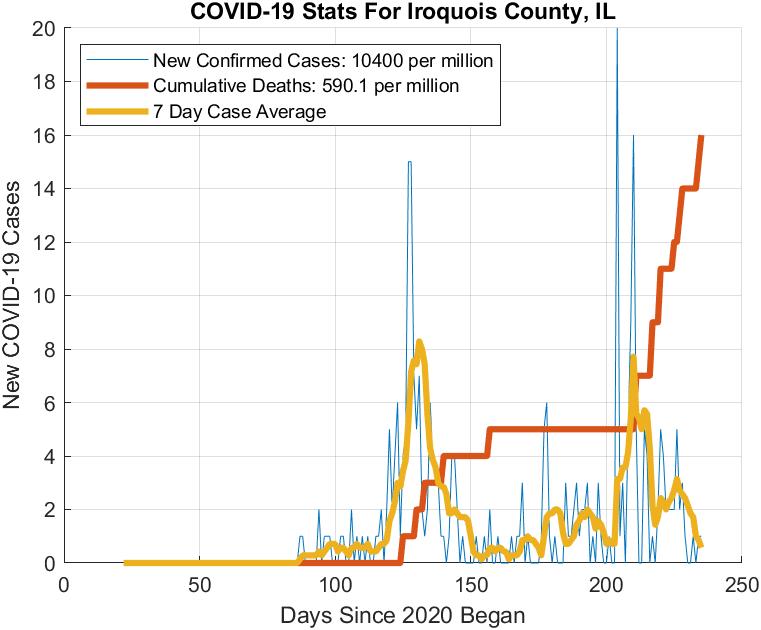 COVID-19 Stats For Iroquois County, IL
New Confirmed Cases: 10400 per million
Cumulative Deaths: 590.1 per million
7 Day Case Average
New COVID-19 Cases
20
18
16
14
12
10
8
6
4
2
0
0 50 100 150 200 250
Days Since 2020 Began